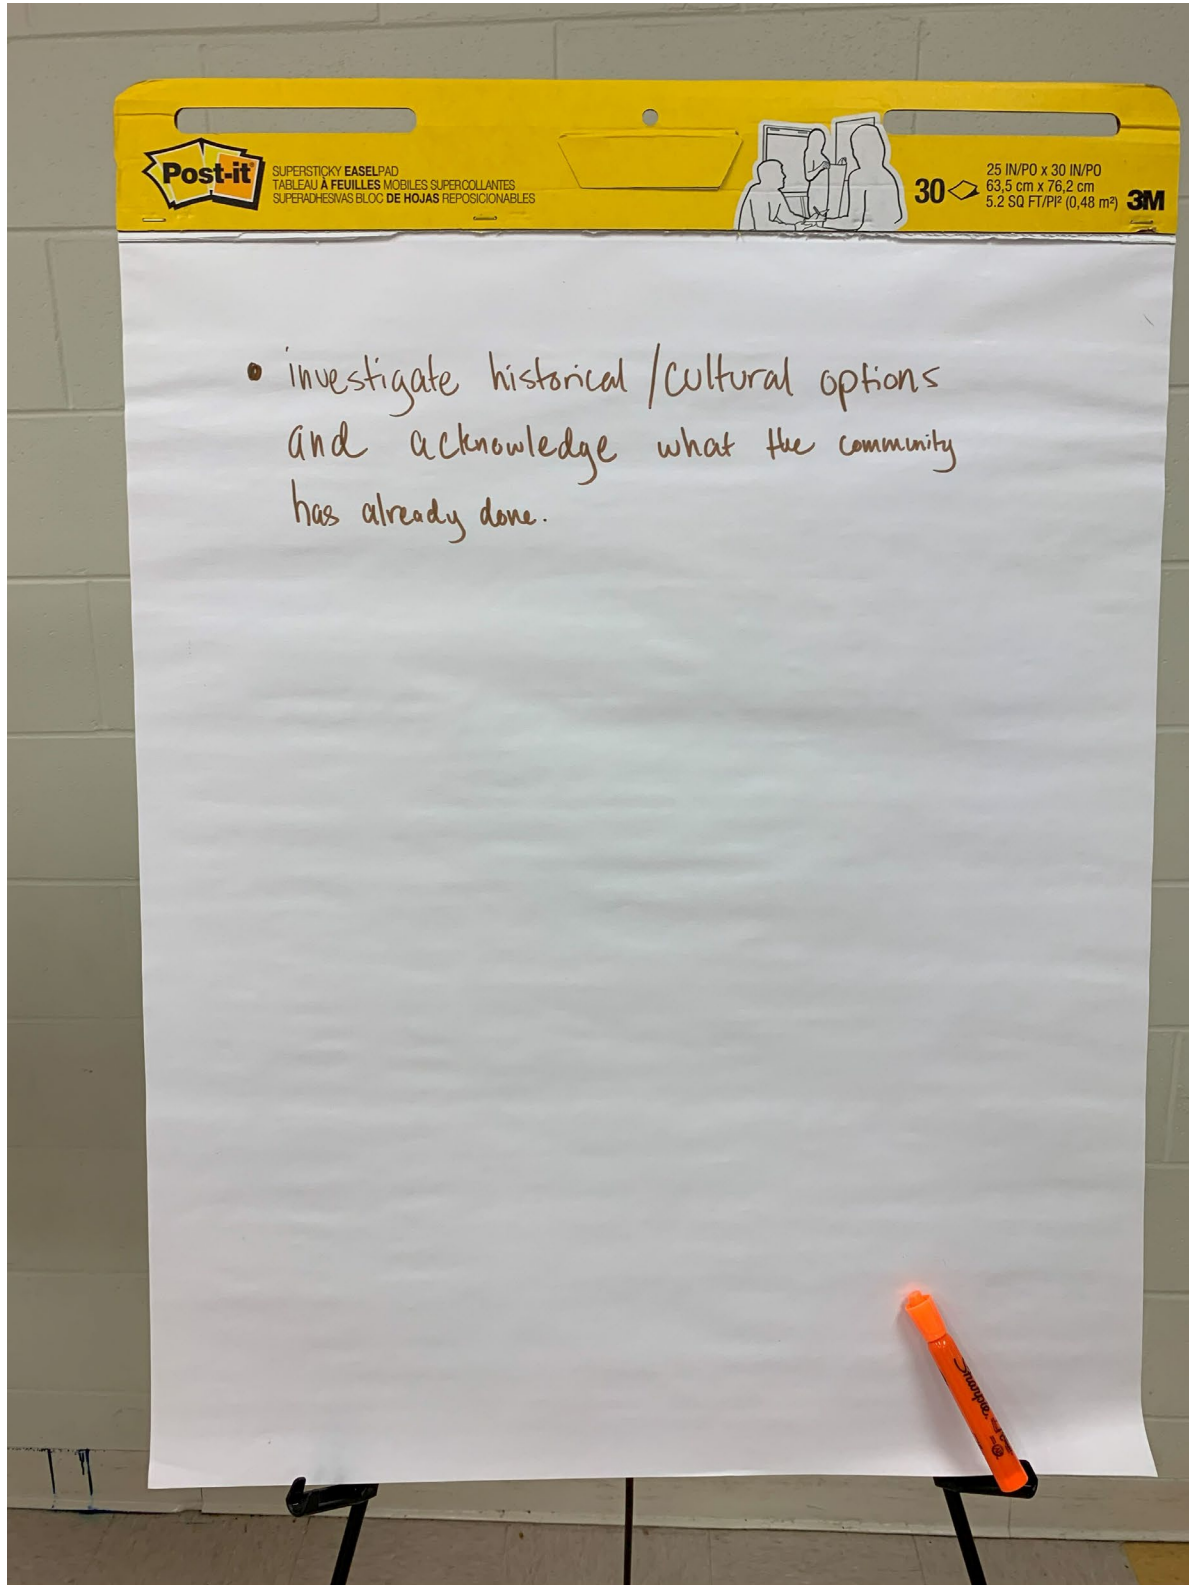 Post-it
SUPERSTICKY EASELPAD
TABLEAU À FEUILLES MOBILES SUPERCOLLANTES
SUPERADHESIVAS BLOC DE HOJAS REPOSICIONABLES
30
25 IN/PO x 30 IN/PO
63,5 cm x 76,2 cm
5.2 SQ FT/PI² (0,48 m²)
3M
• investigate historical/cultural options
and acknowledge what the community
has already done.
Sharpie